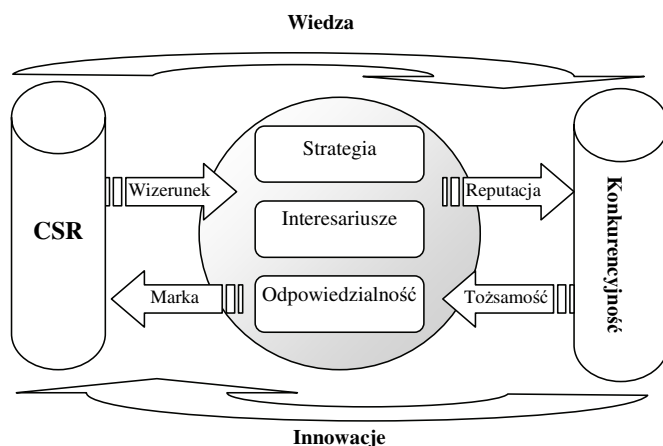 Wiedza
Strategia
Wizerunek
Reputacja
CSR
Interesariusze
Konkurencyjność
Odpowiedzialność
Marka
Tożsamość
Innowacje